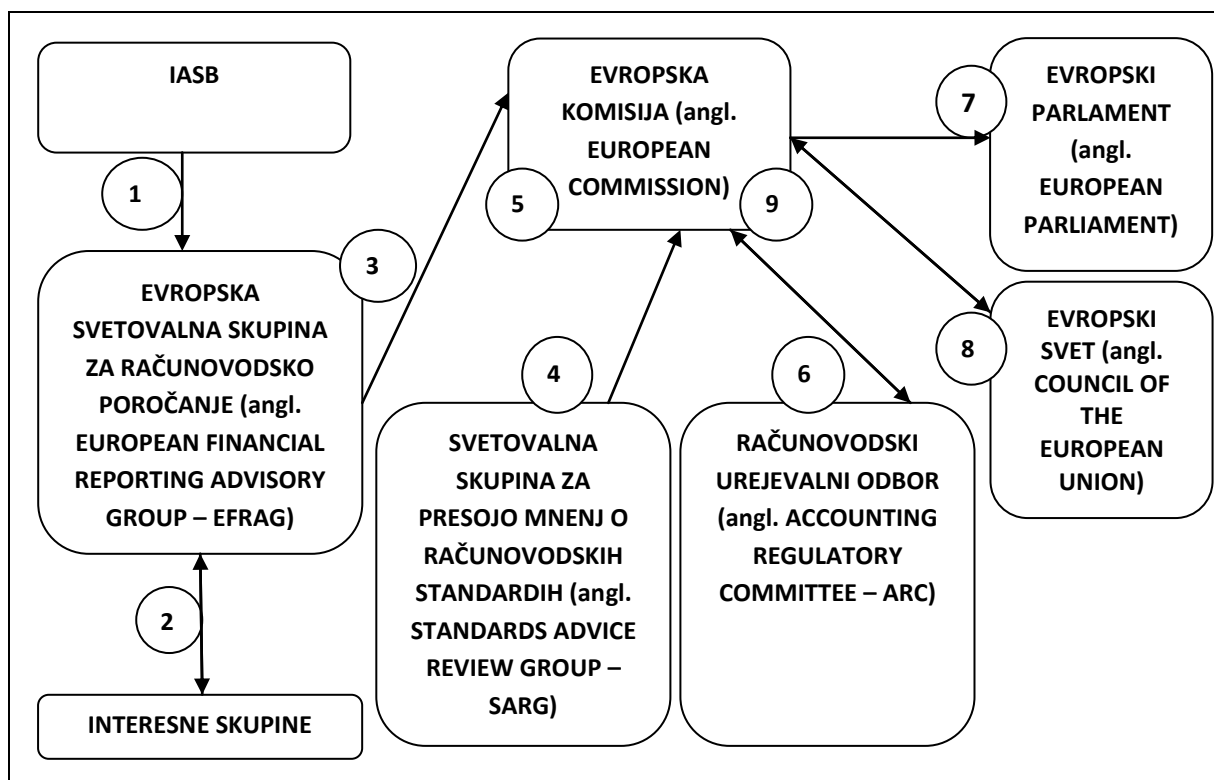 IASB
1
EVROPSKA
SVETOVALNA SKUPINA
ZA RAČUNOVODSKO
POROČANJE (angl.
EUROPEAN FINANCIAL
REPORTING ADVISORY
GROUP – EFRAG)
3
2
INTERESNE SKUPINE
EVROPSKA
KOMISIJA (angl.
EUROPEAN
COMMISSION)
5
9
4
SVETOVALNA
SKUPINA ZA
PRESOJO MNENJ O
RAČUNOVODSKIH
STANDARDIH (angl.
STANDARDS ADVICE
REVIEW GROUP –
SARG)
6
RAČUNOVODSKI
UREJEVALNI ODBOR
(angl. ACCOUNTING
REGULATORY
COMMITTEE – ARC)
7
EVROPSKI
PARLAMENT
(angl.
EUROPEAN
PARLIAMENT)
8
EVROPSKI
SVET (angl.
COUNCIL OF
THE
EUROPEAN
UNION)